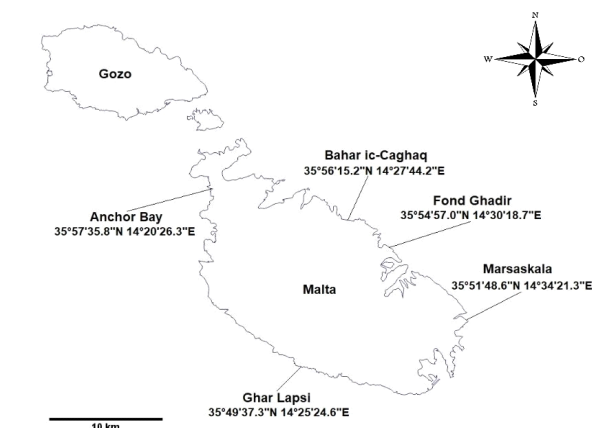 N
W
O
S
Gozo
Bahar ic-Caghaq
35°56'15.2"N 14°27'44.2"E
Fond Ghadir
35°54'57.0"N 14°30'18.7"E
Anchor Bay
35°57'35.8"N 14°20'26.3"E
Marsaskala
35°51'48.6"N 14°34'21.3"E
Malta
Ghar Lapsi
35°49'37.3"N 14°25'24.6"E
10 km